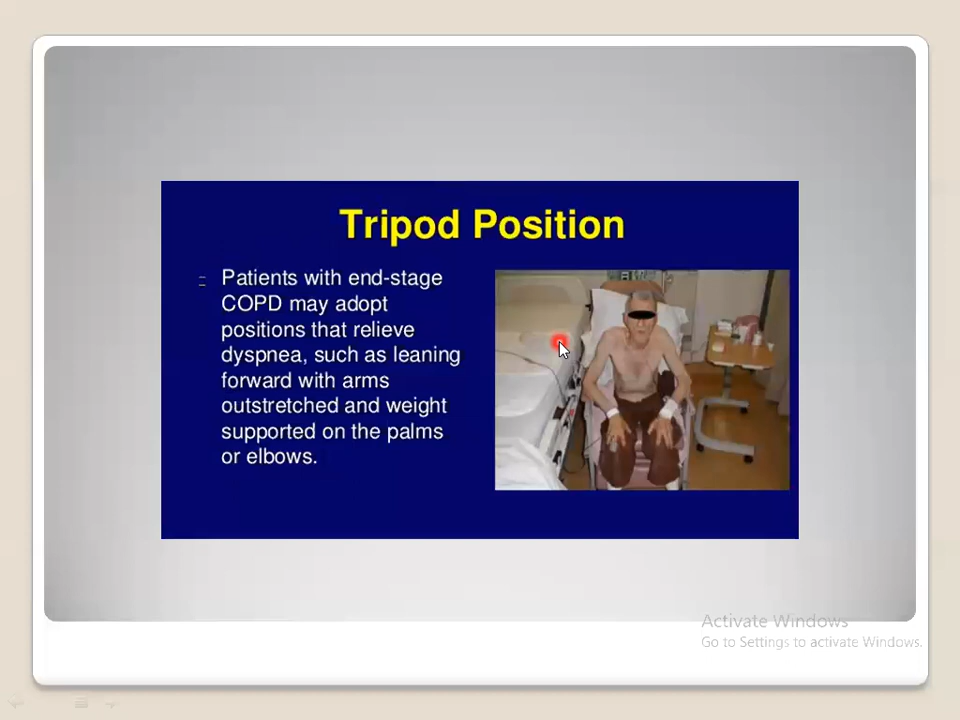 Tripod Position
Patients with end-stage
COPD may adopt
positions that relieve
dyspnea, such as leaning
forward with arms
outstretched and weight
supported on the palms
or elbows.
Activate Windows
Go to Settings to activate Windows.